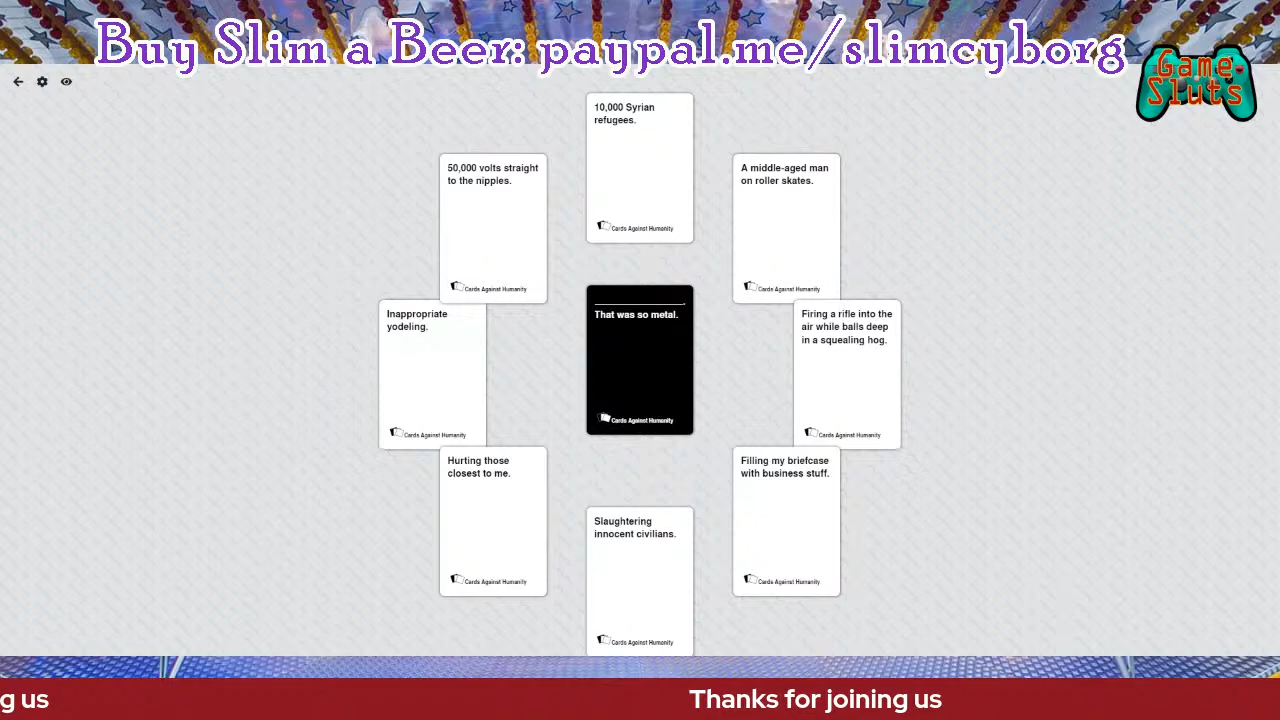 Buy Slim a Beer: paypal.me/slimcyborg
Game
Sluts
10,000 Syrian
refugees.
Cards Against Humanity
50,000 volts straight
to the nipples.
Cards Against Humanity
A middle-aged man
on roller skates.
Cards Against Humanity
Inappropriate
yodeling.
Cards Against Humanity
That was so metal.
Cards Against Humanity
Firing a rifle into the
air while balls deep
in a squealing hog.
Cards Against Humanity
Hurting those
closest to me.
Cards Against Humanity
Slaughtering
innocent civilians.
Cards Against Humanity
Filling my briefcase
with business stuff.
Cards Against Humanity
g us
Thanks for joining us